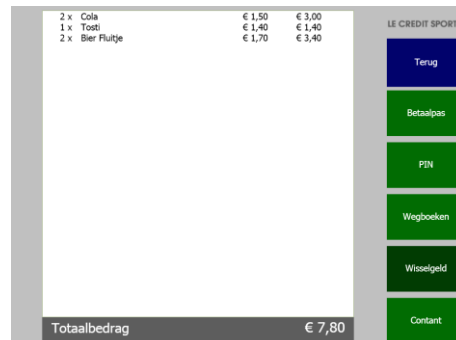 2 x Cola € 1,50 € 3,00
1 x Tosti € 1,40 € 1,40
2 x Bier Fluitje € 1,70 € 3,40
Totaalbedrag € 7,80
LE CREDIT SPORT
Terug
Betaalpas
PIN
Wegboeken
Wisselgeld
Contant